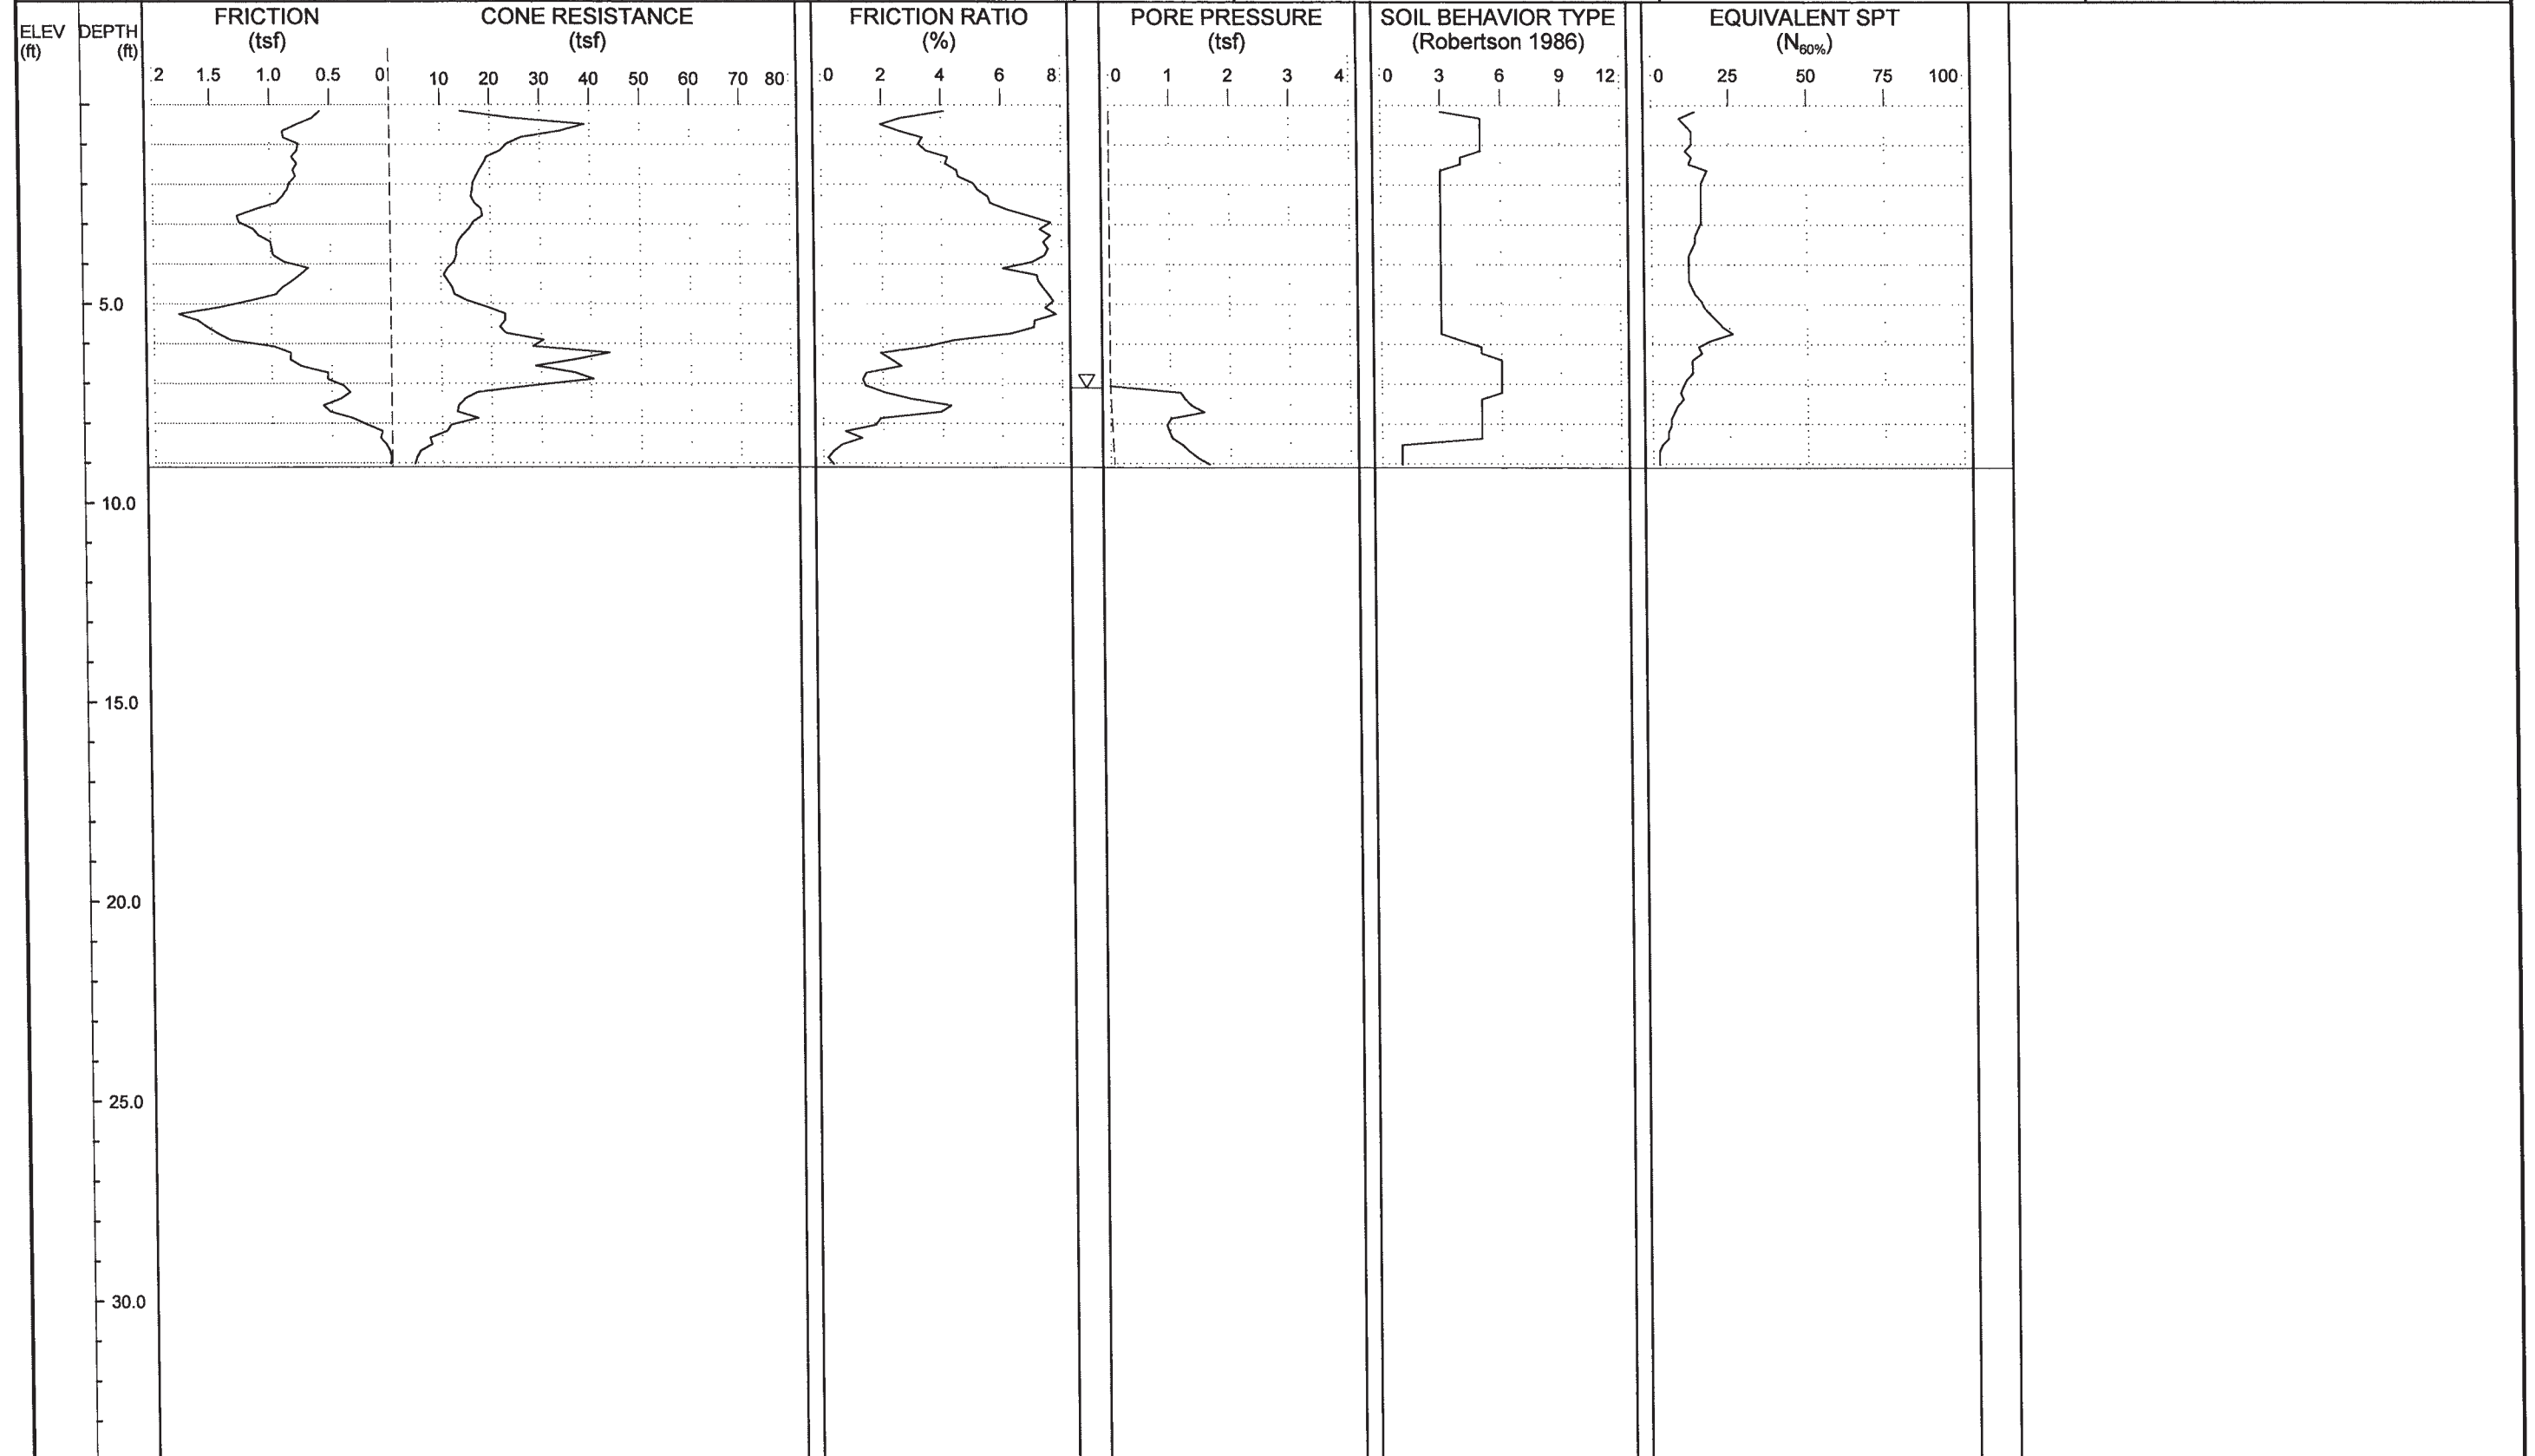 ELEV
(ft)
DEPTH
(ft)
FRICTION
(tsf)
CONE RESISTANCE
(tsf)
FRICTION RATIO
(%)
PORE PRESSURE
(tsf)
SOIL BEHAVIOR TYPE
(Robertson 1986)
EQUIVALENT SPT
(N60%)
2 1.5 1.0 0.5 0 10 20 30 40 50 60 70 80
0 2 4 6 8
0 1 2 3 4
0 3 6 9 12
0 25 50 75 100
5.0
10.0
15.0
20.0
25.0
30.0